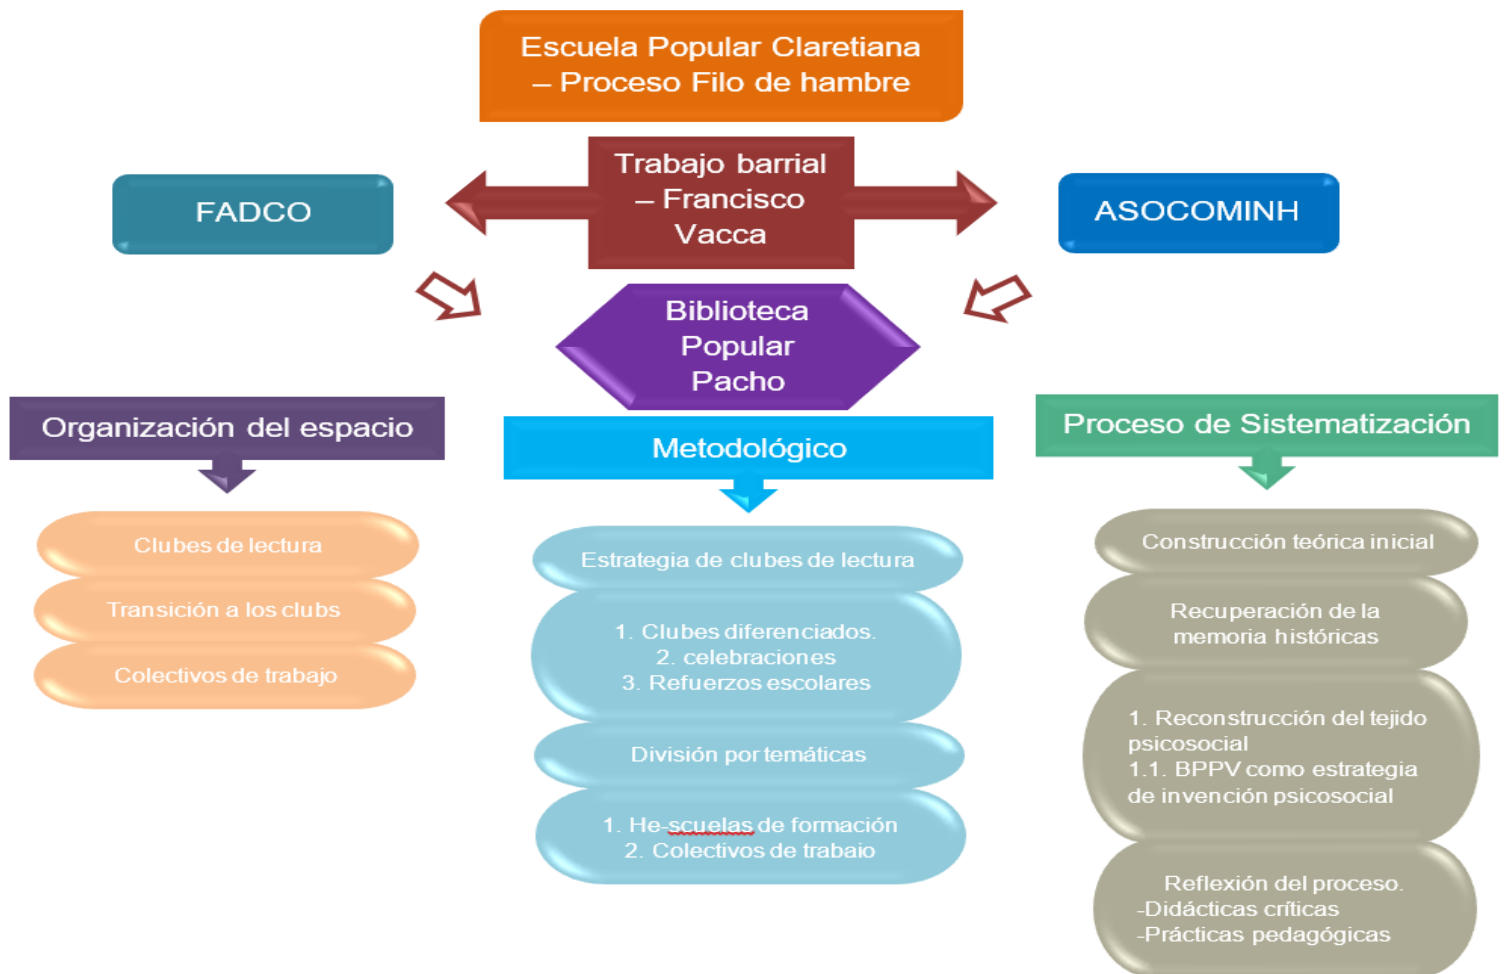 Escuela Popular Claretiana
– Proceso Filo de hambre
Trabajo barrial
– Francisco
Vacca
FADCO
ASOCOMINH
Biblioteca
Popular
Pacho
Organización del espacio
Clubes de lectura
Transición a los clubs
Colectivos de trabajo
Metodológico
Estrategia de clubes de lectura
1. Clubes diferenciados.
2. celebraciones
3. Refuerzos escolares
División por temáticas
1. He-scuelas de formación
2. Colectivos de trabajo
Proceso de Sistematización
Construcción teórica inicial
Recuperación de la
memoria históricas
1. Reconstrucción del tejido
psicosocial
1.1. BPPV como estrategia
de invención psicosocial
Reflexión del proceso.
-Didácticas críticas
-Prácticas pedagógicas